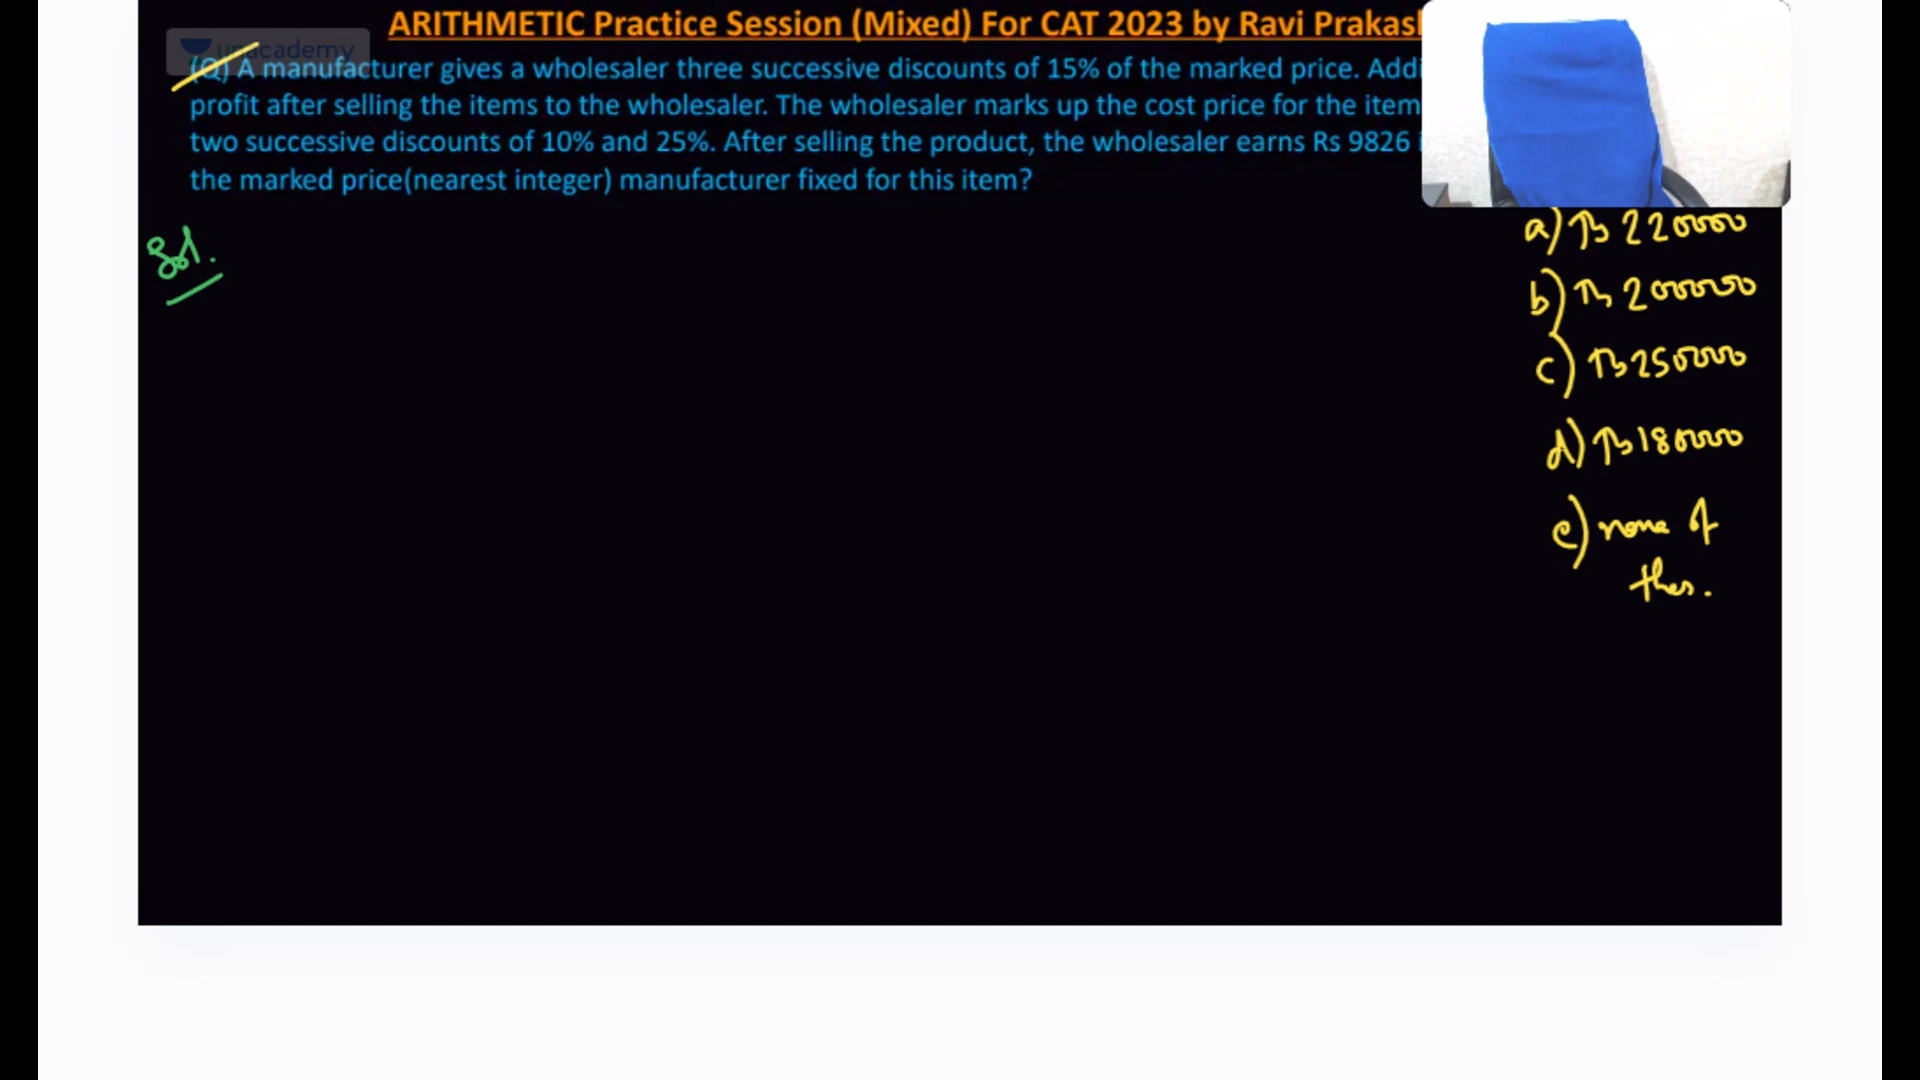 ARITHMETIC Practice Session (Mixed) For CAT 2023 by Ravi Prakash
unacademy
(Q) A manufacturer gives a wholesaler three successive discounts of 15% of the marked price. Addi
profit after selling the items to the wholesaler. The wholesaler marks up the cost price for the item
two successive discounts of 10% and 25%. After selling the product, the wholesaler earns Rs 9826
the marked price(nearest integer) manufacturer fixed for this item?
Sol.
a) Rs 220000
b) Rs 200000
c) Rs 250000
d) Rs 180000
e) none of
thes.